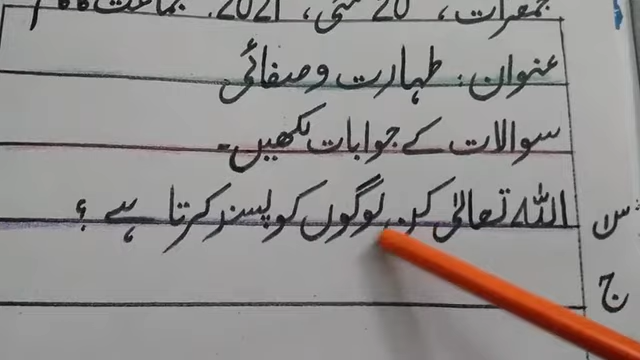 جمعرات، 20 مئی، 2021. جماعت
عنوان: طہارت و صفائی
سوالات کے جوابات لکھیں۔
س اللہ تعالیٰ کن لوگوں کو پسند کرتا ہے ؟
ج